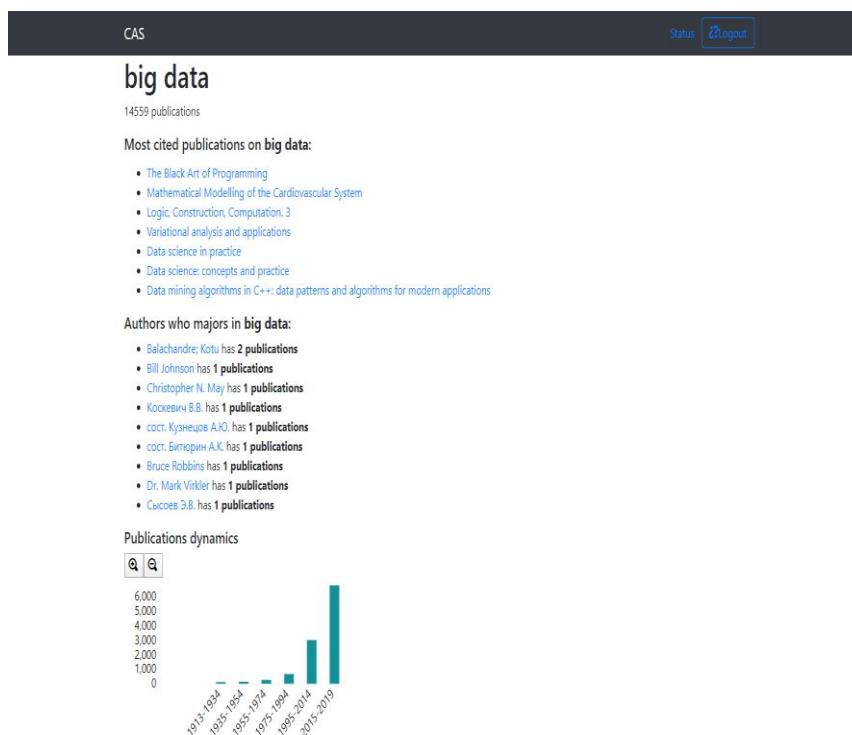 CAS
Status
Logout
big data
14559 publications
Most cited publications on big data:
The Black Art of Programming
Mathematical Modelling of the Cardiovascular System
Logic, Construction, Computation. 3
Variational analysis and applications
Data science in practice
Data science: concepts and practice
Data mining algorithms in C++: data patterns and algorithms for modern applications
Authors who majors in big data:
Balachandre; Kotu has 2 publications
Bill Johnson has 1 publications
Christopher N. May has 1 publications
Коскевич В.В. has 1 publications
сост. Кузнецов А.Ю. has 1 publications
сост. Битюрин А.К. has 1 publications
Bruce Robbins has 1 publications
Dr. Mark Virkler has 1 publications
Сысоев Э.В. has 1 publications
Publications dynamics
6,000
5,000
4,000
3,000
2,000
1,000
0
1913-1934
1935-1954
1955-1974
1975-1994
1995-2014
2015-2019